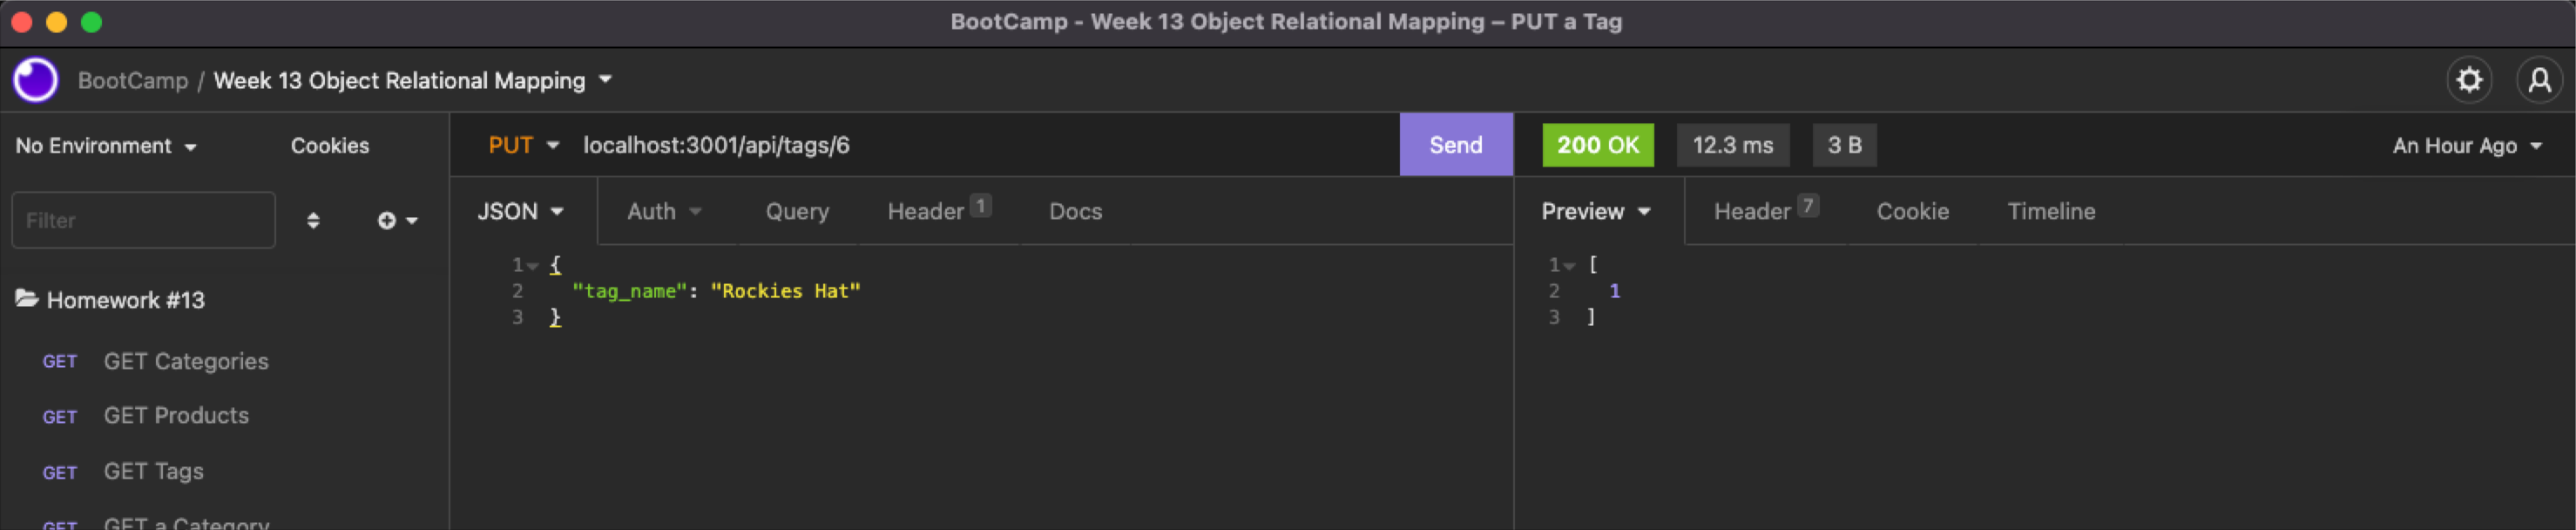 BootCamp - Week 13 Object Relational Mapping – PUT a Tag
BootCamp / Week 13 Object Relational Mapping
No Environment Cookies
PUT localhost:3001/api/tags/6 Send
200 OK 12.3 ms 3 B An Hour Ago
Filter
JSON Auth Query Header 1 Docs
Preview Header 7 Cookie Timeline
1 {
2 "tag_name": "Rockies Hat"
3 }
1 [
2 1
3 ]
Homework #13
GET GET Categories
GET GET Products
GET GET Tags
GET GET a Category